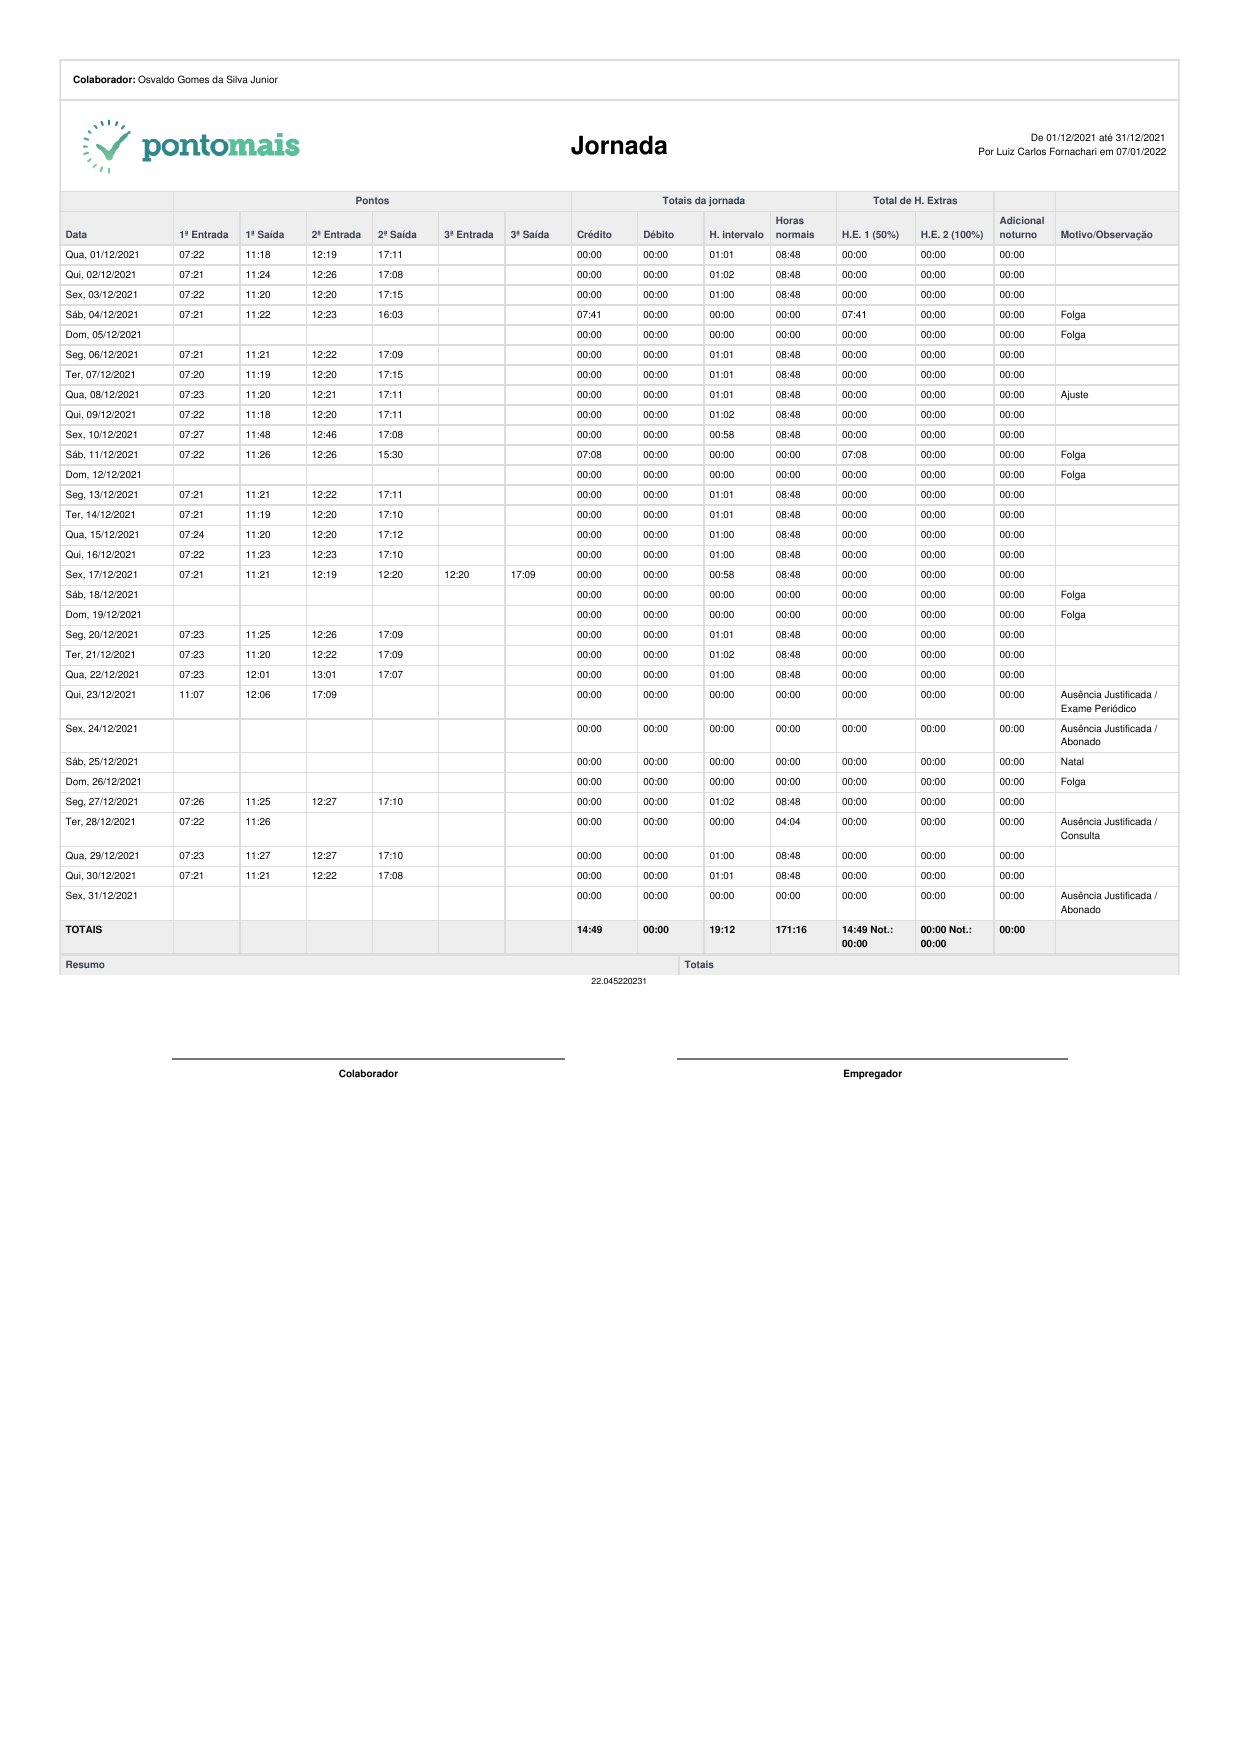 Colaborador: Osvaldo Gomes da Silva Junior
pontomais
Jornada
De 01/12/2021 até 31/12/2021
Por Luiz Carlos Fornachari em 07/01/2022
Pontos Totais da jornada Total de H. Extras
Data 1ª Entrada 1ª Saída 2ª Entrada 2ª Saída 3ª Entrada 3ª Saída Crédito Débito H. intervalo Horas normais H.E. 1 (50%) H.E. 2 (100%) Adicional noturno Motivo/Observação
Qua, 01/12/2021 07:22 11:18 12:19 17:11 00:00 00:00 01:01 08:48 00:00 00:00 00:00
Qui, 02/12/2021 07:21 11:24 12:26 17:08 00:00 00:00 01:02 08:48 00:00 00:00 00:00
Sex, 03/12/2021 07:22 11:20 12:20 17:15 00:00 00:00 01:00 08:48 00:00 00:00 00:00
Sáb, 04/12/2021 07:21 11:22 12:23 16:03 07:41 00:00 00:00 00:00 07:41 00:00 00:00 Folga
Dom, 05/12/2021 00:00 00:00 00:00 00:00 00:00 00:00 00:00 Folga
Seg, 06/12/2021 07:21 11:21 12:22 17:09 00:00 00:00 01:01 08:48 00:00 00:00 00:00
Ter, 07/12/2021 07:20 11:19 12:20 17:15 00:00 00:00 01:01 08:48 00:00 00:00 00:00
Qua, 08/12/2021 07:23 11:20 12:21 17:11 00:00 00:00 01:01 08:48 00:00 00:00 00:00 Ajuste
Qui, 09/12/2021 07:22 11:18 12:20 17:11 00:00 00:00 01:02 08:48 00:00 00:00 00:00
Sex, 10/12/2021 07:27 11:48 12:46 17:08 00:00 00:00 00:58 08:48 00:00 00:00 00:00
Sáb, 11/12/2021 07:22 11:26 12:26 15:30 07:08 00:00 00:00 00:00 07:08 00:00 00:00 Folga
Dom, 12/12/2021 00:00 00:00 00:00 00:00 00:00 00:00 00:00 Folga
Seg, 13/12/2021 07:21 11:21 12:22 17:11 00:00 00:00 01:01 08:48 00:00 00:00 00:00
Ter, 14/12/2021 07:21 11:19 12:20 17:10 00:00 00:00 01:01 08:48 00:00 00:00 00:00
Qua, 15/12/2021 07:24 11:20 12:20 17:12 00:00 00:00 01:00 08:48 00:00 00:00 00:00
Qui, 16/12/2021 07:22 11:23 12:23 17:10 00:00 00:00 01:00 08:48 00:00 00:00 00:00
Sex, 17/12/2021 07:21 11:21 12:19 12:20 12:20 17:09 00:00 00:00 00:58 08:48 00:00 00:00 00:00
Sáb, 18/12/2021 00:00 00:00 00:00 00:00 00:00 00:00 00:00 Folga
Dom, 19/12/2021 00:00 00:00 00:00 00:00 00:00 00:00 00:00 Folga
Seg, 20/12/2021 07:23 11:25 12:26 17:09 00:00 00:00 01:01 08:48 00:00 00:00 00:00
Ter, 21/12/2021 07:23 11:20 12:22 17:09 00:00 00:00 01:02 08:48 00:00 00:00 00:00
Qua, 22/12/2021 07:23 12:01 13:01 17:07 00:00 00:00 01:00 08:48 00:00 00:00 00:00
Qui, 23/12/2021 11:07 12:06 17:09 00:00 00:00 00:00 00:00 00:00 00:00 00:00 Ausência Justificada /
Exame Periódico
Sex, 24/12/2021 00:00 00:00 00:00 00:00 00:00 00:00 00:00 Ausência Justificada /
Abonado
Sáb, 25/12/2021 00:00 00:00 00:00 00:00 00:00 00:00 00:00 Natal
Dom, 26/12/2021 00:00 00:00 00:00 00:00 00:00 00:00 00:00 Folga
Seg, 27/12/2021 07:26 11:25 12:27 17:10 00:00 00:00 01:02 08:48 00:00 00:00 00:00
Ter, 28/12/2021 07:22 11:26 00:00 00:00 00:00 04:04 00:00 00:00 00:00 Ausência Justificada /
Consulta
Qua, 29/12/2021 07:23 11:27 12:27 17:10 00:00 00:00 01:00 08:48 00:00 00:00 00:00
Qui, 30/12/2021 07:21 11:21 12:22 17:08 00:00 00:00 01:01 08:48 00:00 00:00 00:00
Sex, 31/12/2021 00:00 00:00 00:00 00:00 00:00 00:00 00:00 Ausência Justificada /
Abonado
TOTAIS 14:49 00:00 19:12 171:16 14:49 Not.: 00:00 Not.: 00:00
00:00 00:00
Resumo Totais
22.045220231
Colaborador Empregador